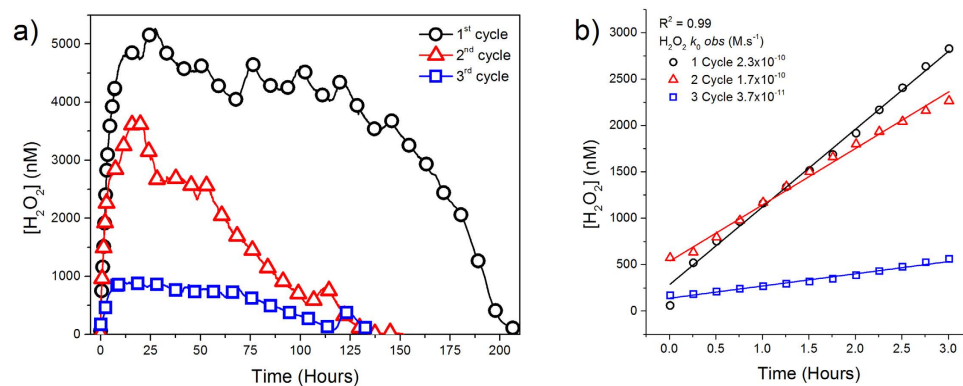 a)
1st cycle
2nd cycle
3rd cycle
[H2O2] (nM)
5000
4000
3000
2000
1000
0
0 25 50 75 100 125 150 175 200
Time (Hours)
b)
R2 = 0.99
H2O2 k0 obs (M.s-1)
1 Cycle 2.3x10-10
2 Cycle 1.7x10-10
3 Cycle 3.7x10-11
[H2O2] (nM)
3000
2500
2000
1500
1000
500
0
0.0 0.5 1.0 1.5 2.0 2.5 3.0
Time (Hours)